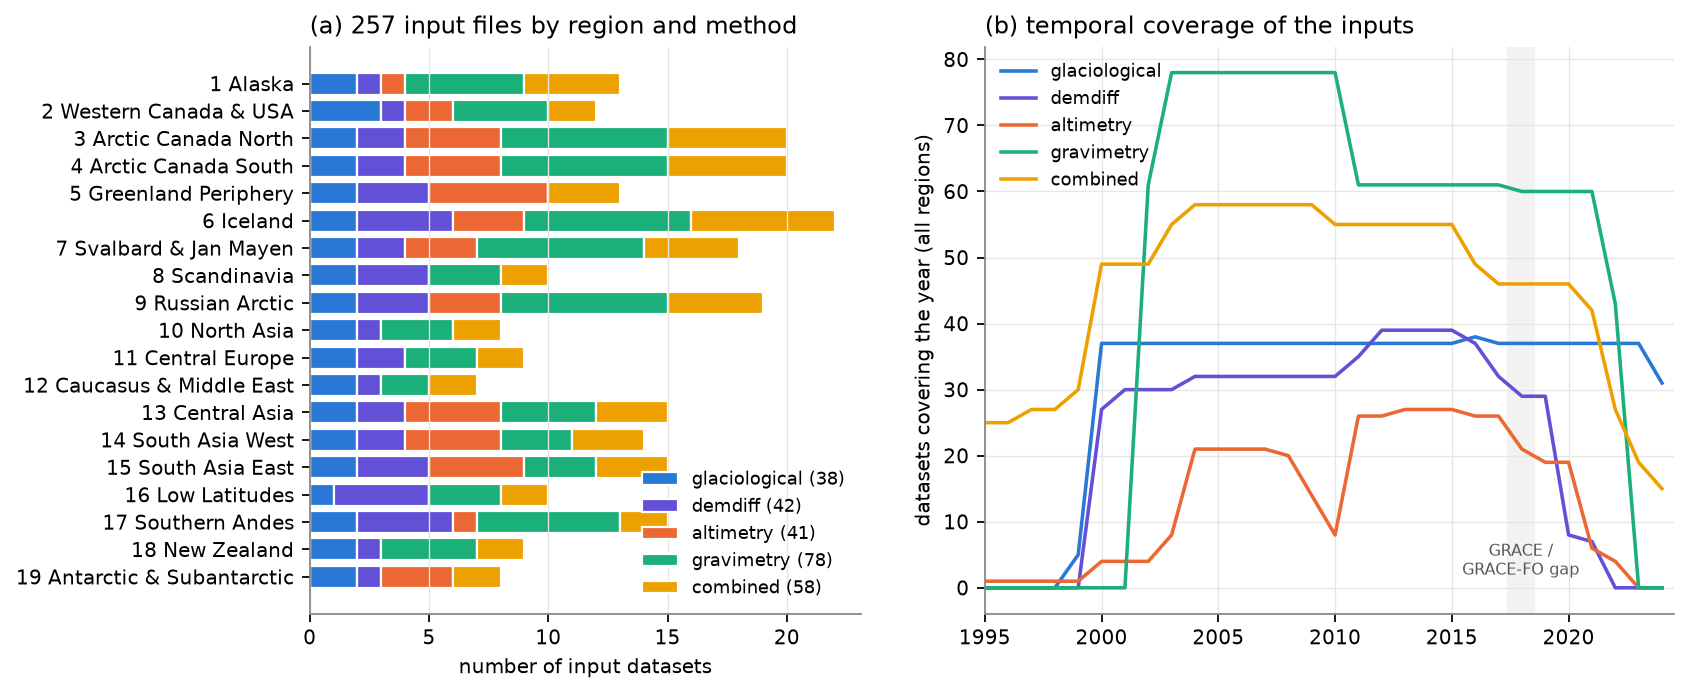 (a) 257 input files by region and method
1 Alaska
2 Western Canada & USA
3 Arctic Canada North
4 Arctic Canada South
5 Greenland Periphery
6 Iceland
7 Svalbard & Jan Mayen
8 Scandinavia
9 Russian Arctic
10 North Asia
11 Central Europe
12 Caucasus & Middle East
13 Central Asia
14 South Asia West
15 South Asia East
16 Low Latitudes
17 Southern Andes
18 New Zealand
19 Antarctic & Subantarctic
glaciological (38)
demdiff (42)
altimetry (41)
gravimetry (78)
combined (58)
0 5 10 15 20
number of input datasets
(b) temporal coverage of the inputs
datasets covering the year (all regions)
80
70
60
50
40
30
20
10
0
glaciological
demdiff
altimetry
gravimetry
combined
GRACE /
GRACE-FO gap
1995 2000 2005 2010 2015 2020